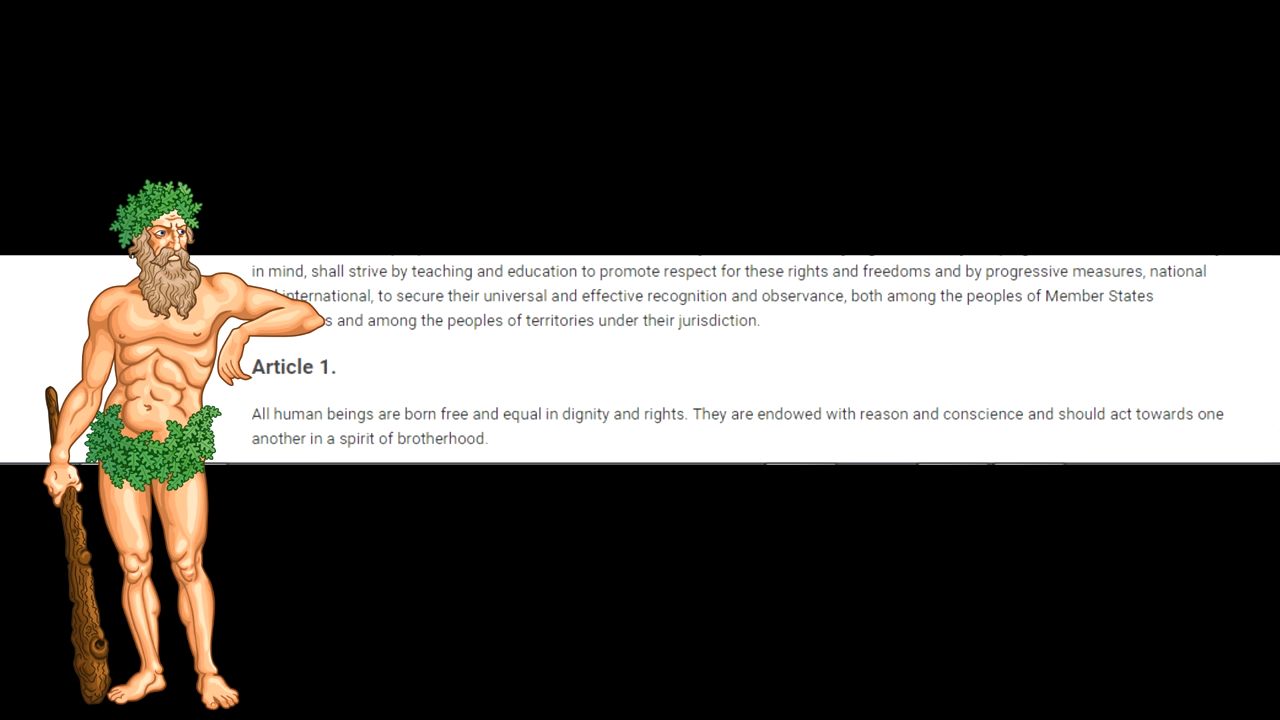 in mind, shall strive by teaching and education to promote respect for these rights and freedoms and by progressive measures, national
international, to secure their universal and effective recognition and observance, both among the peoples of Member States
and among the peoples of territories under their jurisdiction.
Article 1.
All human beings are born free and equal in dignity and rights. They are endowed with reason and conscience and should act towards one
another in a spirit of brotherhood.